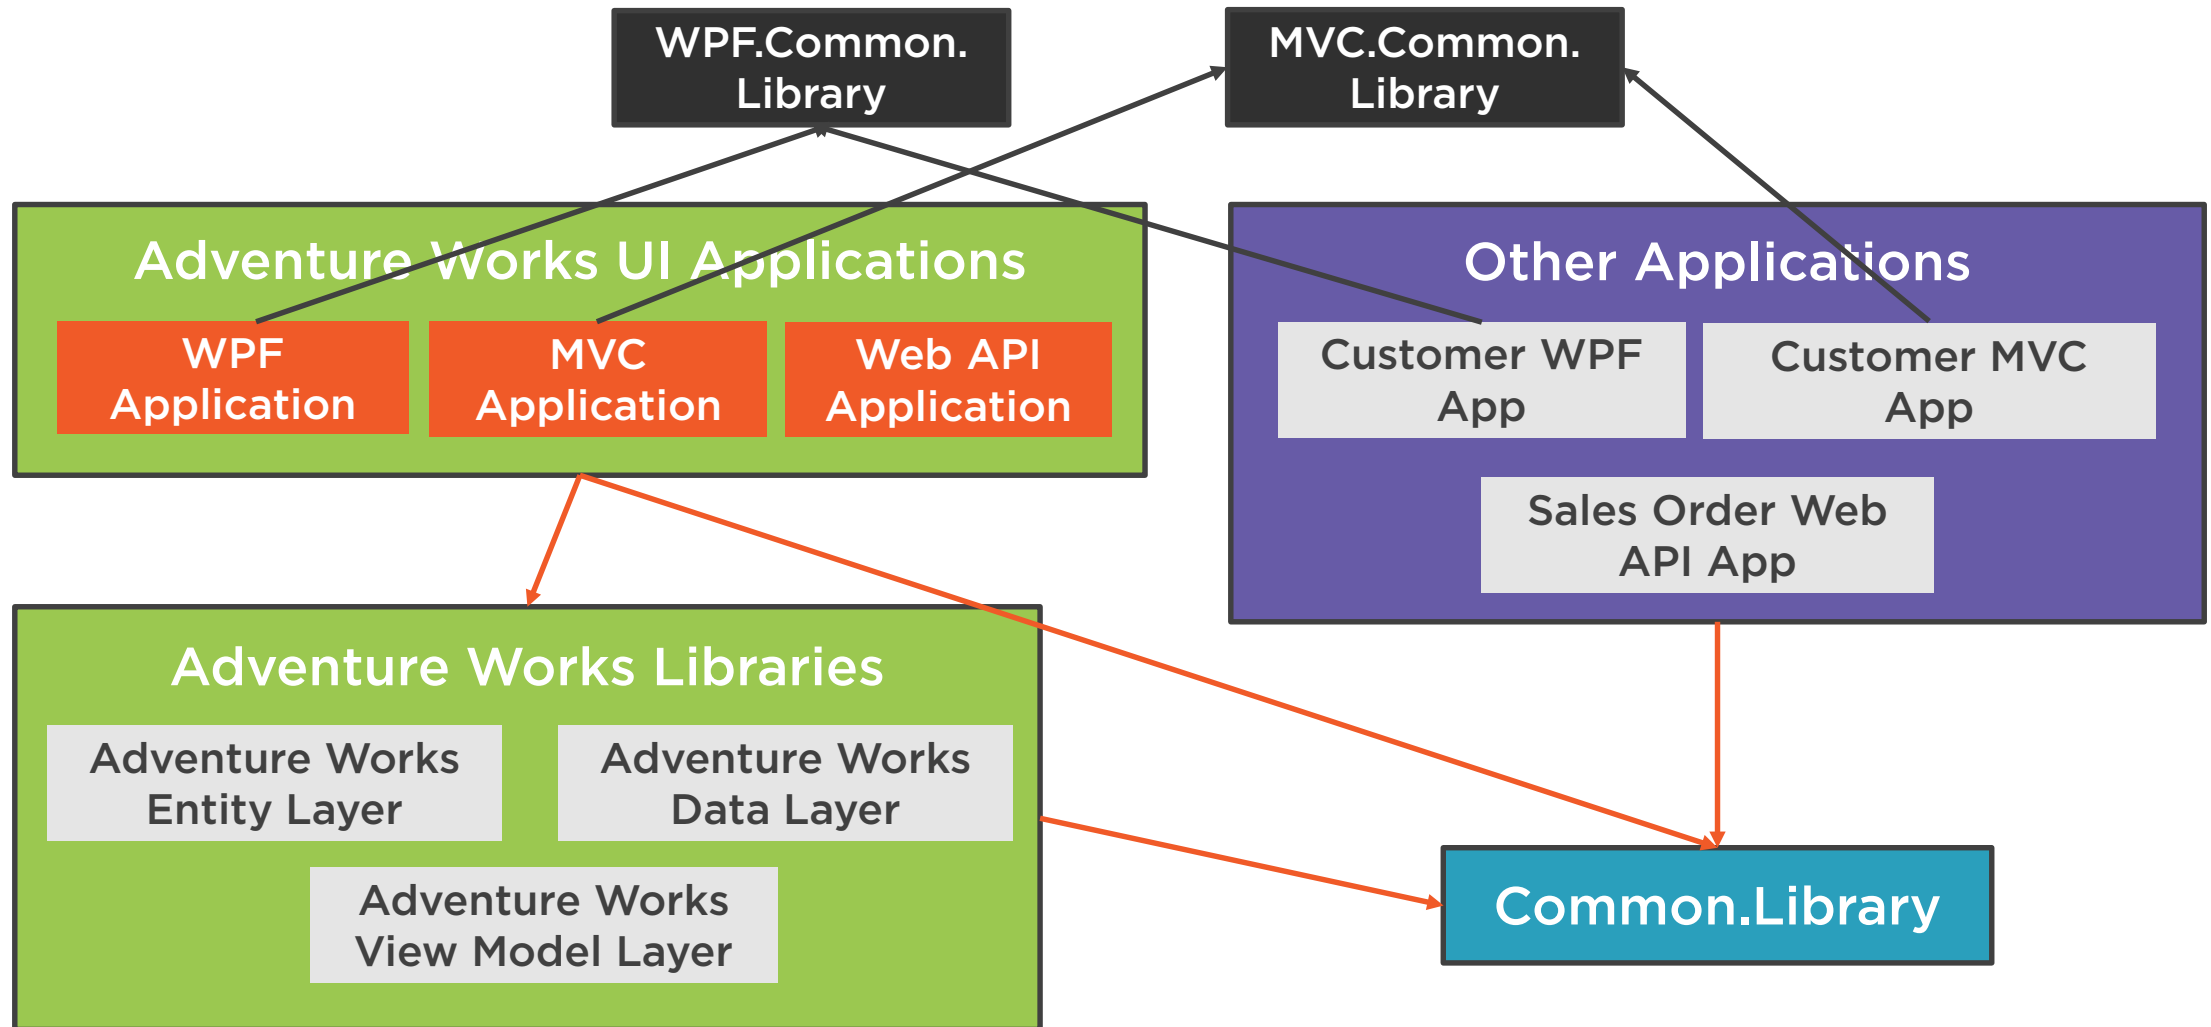 WPF.Common.
Library
MVC.Common.
Library
Adventure Works UI Applications
WPF
Application
MVC
Application
Web API
Application
Other Applications
Customer WPF
App
Customer MVC
App
Sales Order Web
API App
Adventure Works Libraries
Adventure Works
Entity Layer
Adventure Works
Data Layer
Adventure Works
View Model Layer
Common.Library